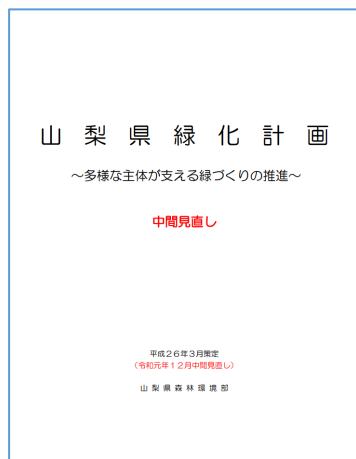 山梨県緑化計画
～多様な主体が支える緑づくりの推進～
中間見直し
平成26年3月策定
（令和元年12月中間見直し）
山梨県森林環境部